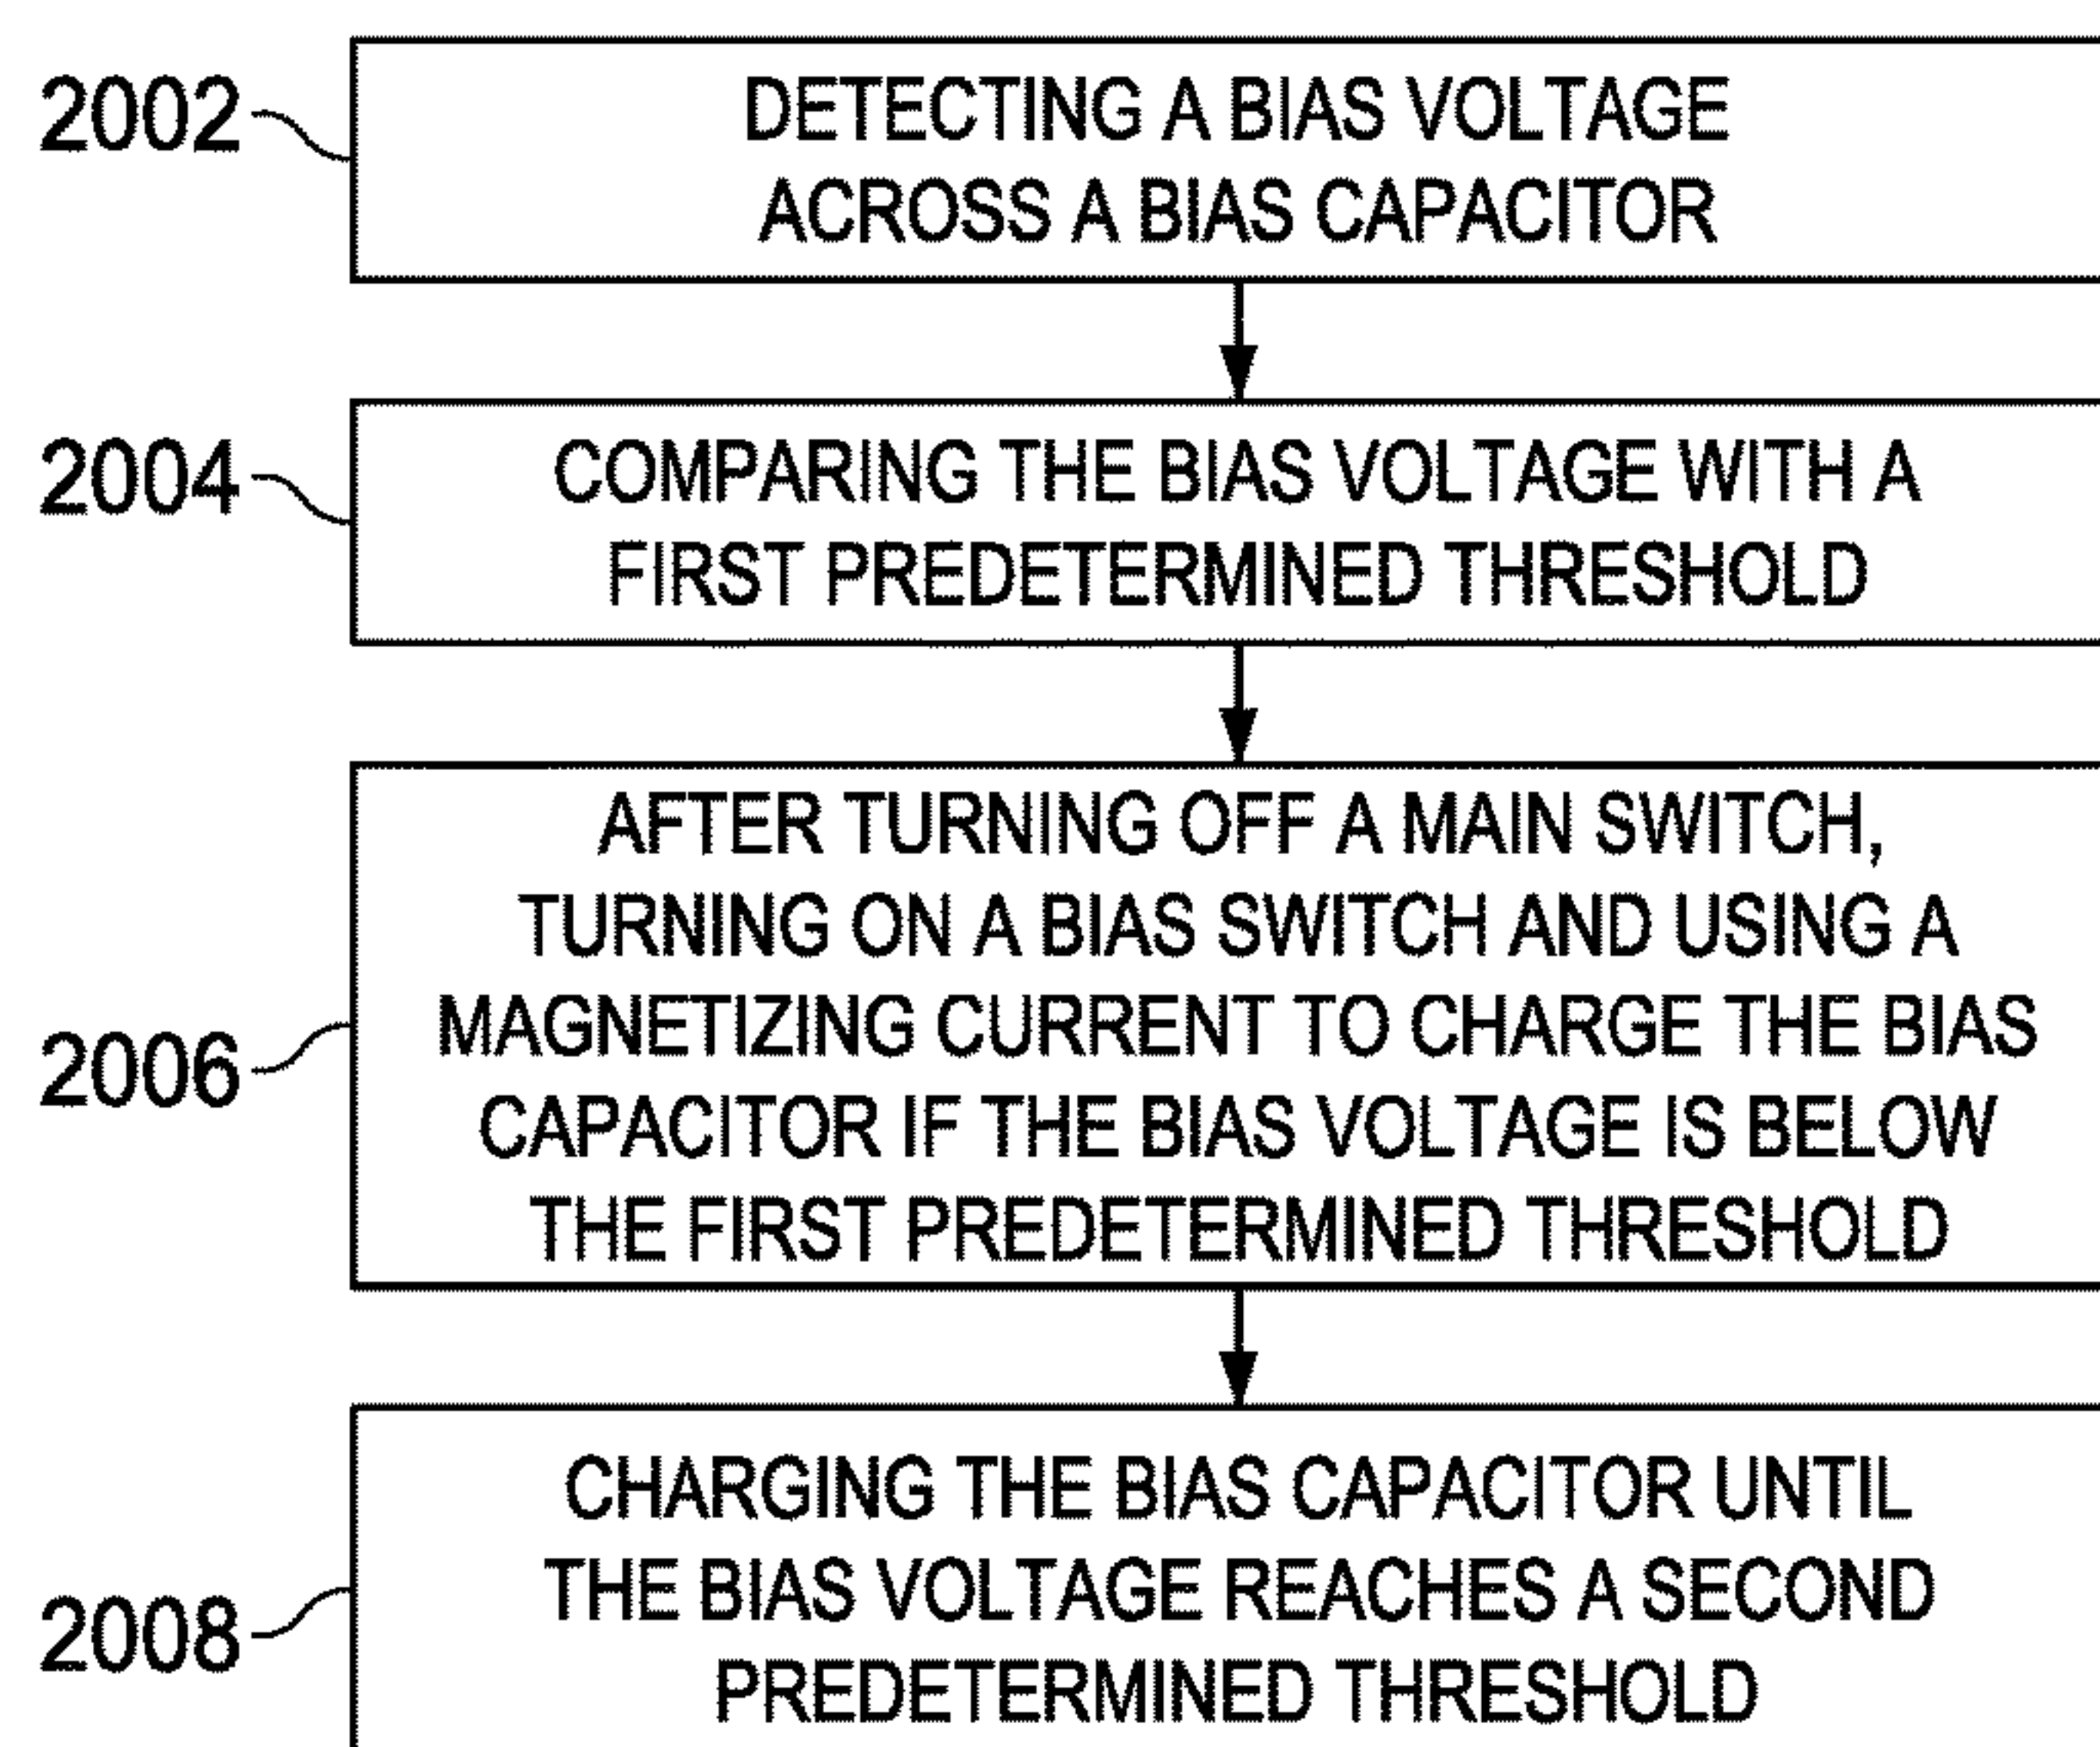 2002
DETECTING A BIAS VOLTAGE
ACROSS A BIAS CAPACITOR
2004
COMPARING THE BIAS VOLTAGE WITH A
FIRST PREDETERMINED THRESHOLD
2006
AFTER TURNING OFF A MAIN SWITCH,
TURNING ON A BIAS SWITCH AND USING A
MAGNETIZING CURRENT TO CHARGE THE BIAS
CAPACITOR IF THE BIAS VOLTAGE IS BELOW
THE FIRST PREDETERMINED THRESHOLD
2008
CHARGING THE BIAS CAPACITOR UNTIL
THE BIAS VOLTAGE REACHES A SECOND
PREDETERMINED THRESHOLD